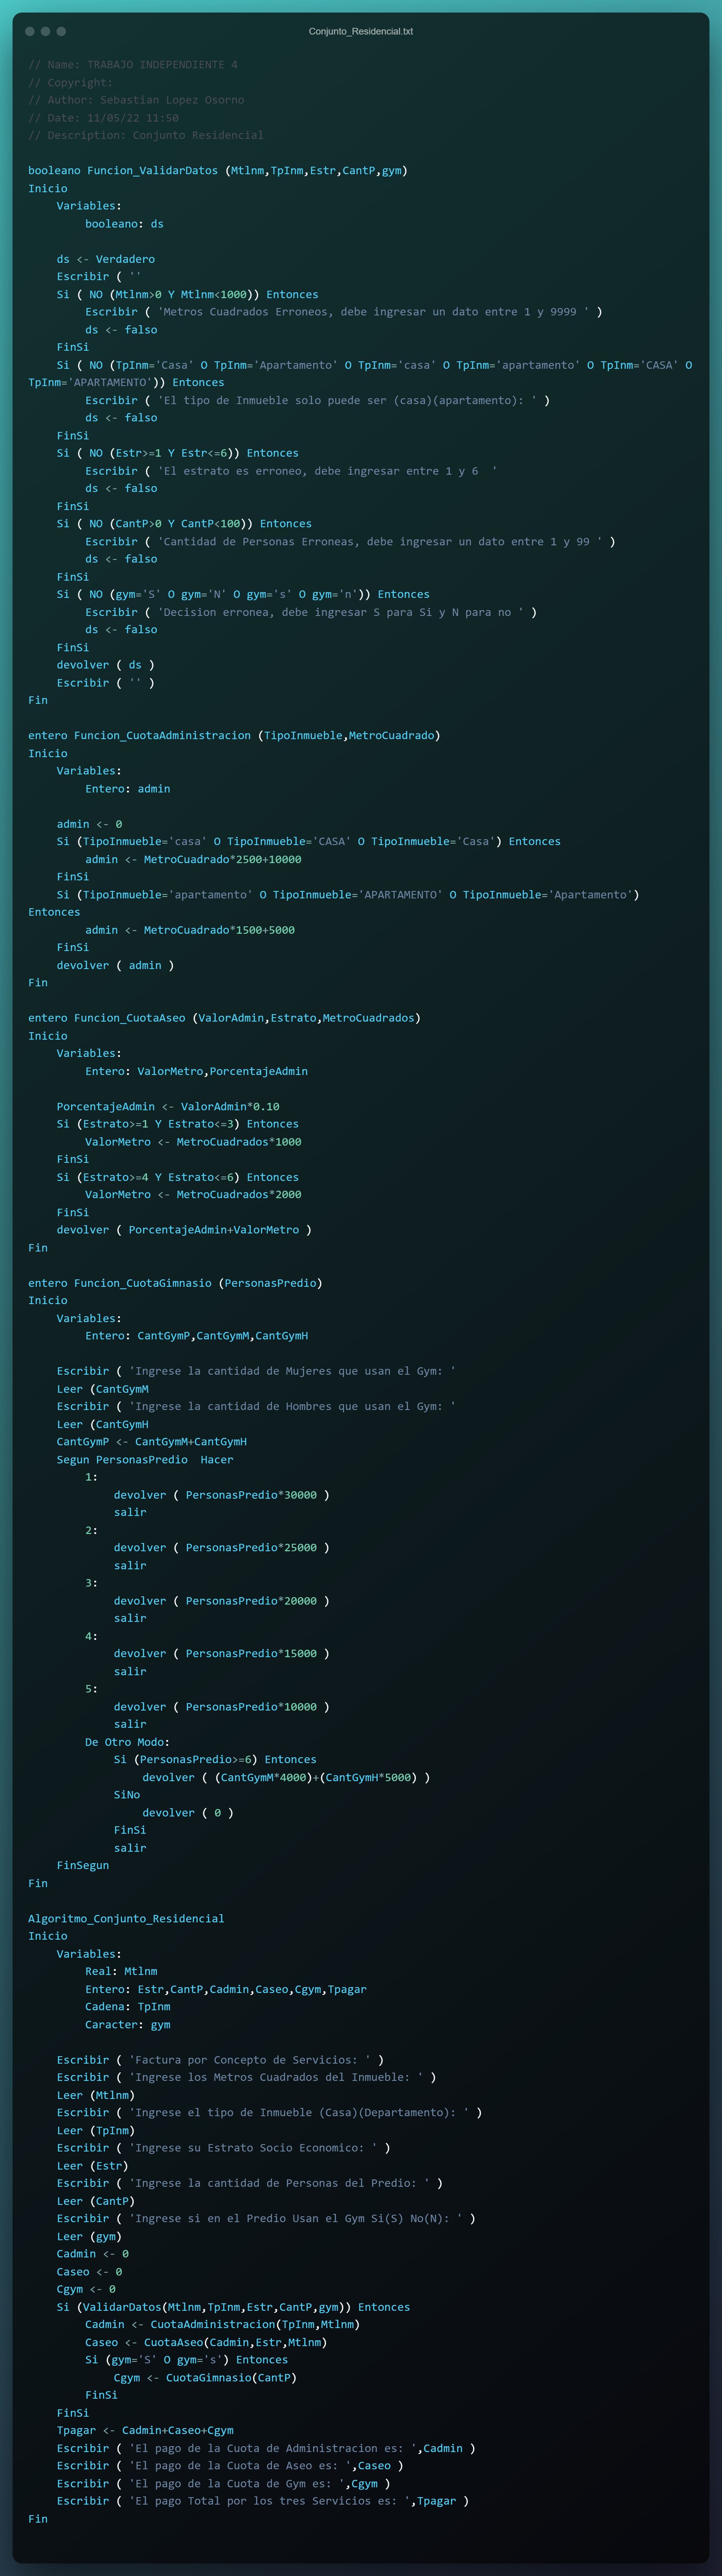 Conjunto_Residencial.txt
// Name: TRABAJO INDEPENDIENTE 4
// Copyright:
// Author: Sebastian Lopez Osorno
// Date: 11/05/22 11:50
// Description: Conjunto Residencial
booleano Funcion_ValidarDatos (MtInm,TpInm,Estr,CantP,gym)
Inicio
Variables:
booleano: ds
ds <- Verdadero
Escribir ( ''
Si ( NO (MtInm>0 Y MtInm<1000)) Entonces
Escribir ( 'Metros Cuadrados Erroneos, debe ingresar un dato entre 1 y 9999 ' )
ds <- falso
FinSi
Si ( NO (TpInm='Casa' O TpInm='Apartamento' O TpInm='casa' O TpInm='apartamento' O TpInm='CASA' O
TpInm='APARTAMENTO')) Entonces
Escribir ( 'El tipo de Inmueble solo puede ser (casa)(apartamento): ' )
ds <- falso
FinSi
Si ( NO (Estr>=1 Y Estr<=6)) Entonces
Escribir ( 'El estrato es erroneo, debe ingresar entre 1 y 6  '
ds <- falso
FinSi
Si ( NO (CantP>0 Y CantP<100)) Entonces
Escribir ( 'Cantidad de Personas Erroneas, debe ingresar un dato entre 1 y 99 ' )
ds <- falso
FinSi
Si ( NO (gym='S' O gym='N' O gym='s' O gym='n')) Entonces
Escribir ( 'Decision erronea, debe ingresar S para Si y N para no ' )
ds <- falso
FinSi
devolver ( ds )
Escribir ( '' )
Fin
entero Funcion_CuotaAdministracion (TipoInmueble,MetroCuadrado)
Inicio
Variables:
Entero: admin
admin <- 0
Si (TipoInmueble='casa' O TipoInmueble='CASA' O TipoInmueble='Casa') Entonces
admin <- MetroCuadrado*2500+10000
FinSi
Si (TipoInmueble='apartamento' O TipoInmueble='APARTAMENTO' O TipoInmueble='Apartamento')
Entonces
admin <- MetroCuadrado*1500+5000
FinSi
devolver ( admin )
Fin
entero Funcion_CuotaAseo (ValorAdmin,Estrato,MetroCuadrados)
Inicio
Variables:
Entero: ValorMetro,PorcentajeAdmin
PorcentajeAdmin <- ValorAdmin*0.10
Si (Estrato>=1 Y Estrato<=3) Entonces
ValorMetro <- MetroCuadrados*1000
FinSi
Si (Estrato>=4 Y Estrato<=6) Entonces
ValorMetro <- MetroCuadrados*2000
FinSi
devolver ( PorcentajeAdmin+ValorMetro )
Fin
entero Funcion_CuotaGimnasio (PersonasPredio)
Inicio
Variables:
Entero: CantGymP,CantGymM,CantGymH
Escribir ( 'Ingrese la cantidad de Mujeres que usan el Gym: '
Leer (CantGymM
Escribir ( 'Ingrese la cantidad de Hombres que usan el Gym: '
Leer (CantGymH
CantGymP <- CantGymM+CantGymH
Segun PersonasPredio  Hacer
1:
devolver ( PersonasPredio*30000 )
salir
2:
devolver ( PersonasPredio*25000 )
salir
3:
devolver ( PersonasPredio*20000 )
salir
4:
devolver ( PersonasPredio*15000 )
salir
5:
devolver ( PersonasPredio*10000 )
salir
De Otro Modo:
Si (PersonasPredio>=6) Entonces
devolver ( (CantGymM*4000)+(CantGymH*5000) )
SiNo
devolver ( 0 )
FinSi
salir
FinSegun
Fin
Algoritmo_Conjunto_Residencial
Inicio
Variables:
Real: MtInm
Entero: Estr,CantP,Cadmin,Caseo,Cgym,Tpagar
Cadena: TpInm
Caracter: gym
Escribir ( 'Factura por Concepto de Servicios: ' )
Escribir ( 'Ingrese los Metros Cuadrados del Inmueble: ' )
Leer (MtInm)
Escribir ( 'Ingrese el tipo de Inmueble (Casa)(Departamento): ' )
Leer (TpInm)
Escribir ( 'Ingrese su Estrato Socio Economico: ' )
Leer (Estr)
Escribir ( 'Ingrese la cantidad de Personas del Predio: ' )
Leer (CantP)
Escribir ( 'Ingrese si en el Predio Usan el Gym Si(S) No(N): ' )
Leer (gym)
Cadmin <- 0
Caseo <- 0
Cgym <- 0
Si (ValidarDatos(MtInm,TpInm,Estr,CantP,gym)) Entonces
Cadmin <- CuotaAdministracion(TpInm,MtInm)
Caseo <- CuotaAseo(Cadmin,Estr,MtInm)
Si (gym='S' O gym='s') Entonces
Cgym <- CuotaGimnasio(CantP)
FinSi
FinSi
Tpagar <- Cadmin+Caseo+Cgym
Escribir ( 'El pago de la Cuota de Administracion es: ',Cadmin )
Escribir ( 'El pago de la Cuota de Aseo es: ',Caseo )
Escribir ( 'El pago de la Cuota de Gym es: ',Cgym )
Escribir ( 'El pago Total por los tres Servicios es: ',Tpagar )
Fin